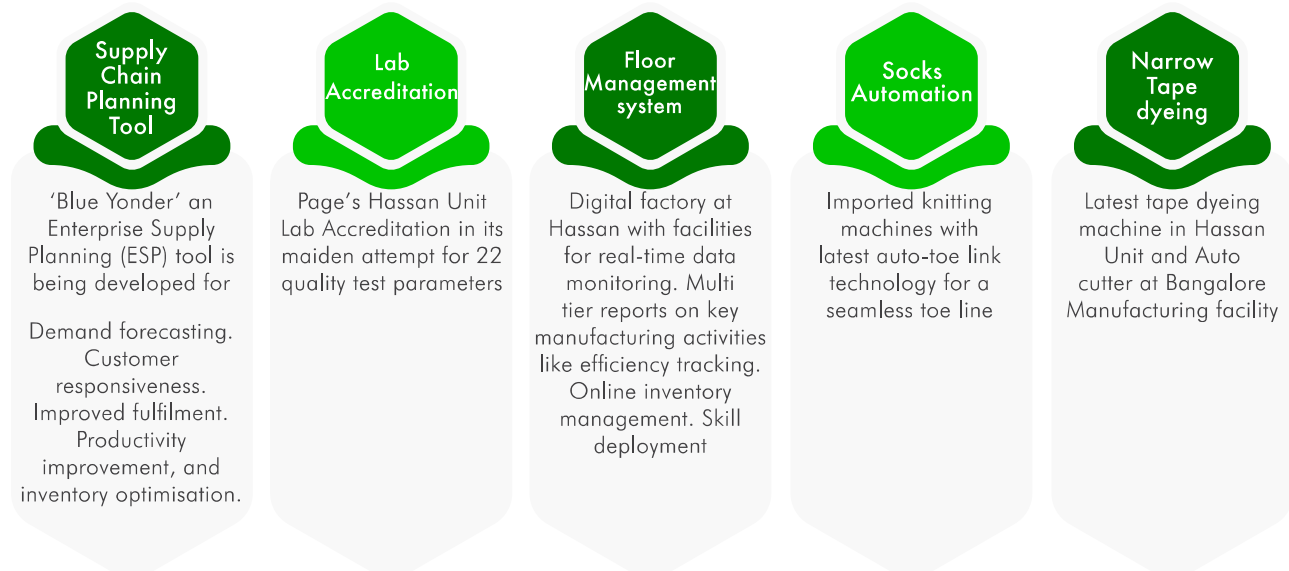 Supply
Chain
Planning
Tool
'Blue Yonder' an
Enterprise Supply
Planning (ESP) tool is
being developed for
Demand forecasting.
Customer
responsiveness.
Improved fulfilment.
Productivity
improvement, and
inventory optimisation.
Lab
Accreditation
Page's Hassan Unit
Lab Accreditation in its
maiden attempt for 22
quality test parameters
Floor
Management
system
Digital factory at
Hassan with facilities
for real-time data
monitoring. Multi
tier reports on key
manufacturing activities
like efficiency tracking.
Online inventory
management. Skill
deployment
Socks
Automation
Imported knitting
machines with
latest auto-toe link
technology for a
seamless toe line
Narrow
Tape
dyeing
Latest tape dyeing
machine in Hassan
Unit and Auto
cutter at Bangalore
Manufacturing facility